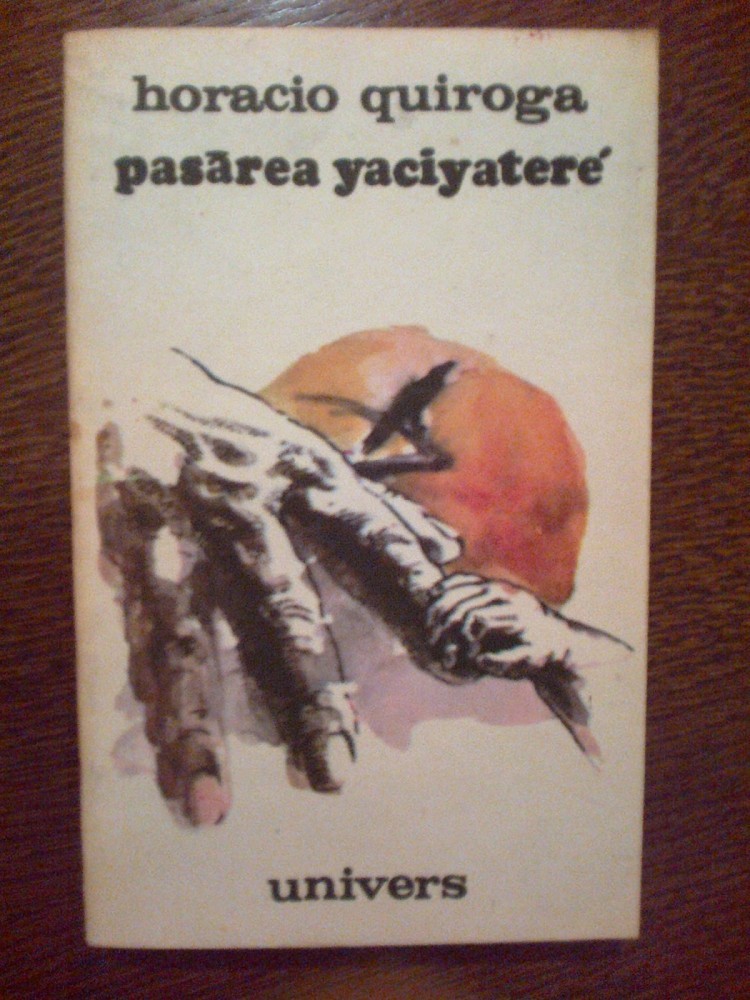 horacio quiroga
pasărea yaciyateré
univers